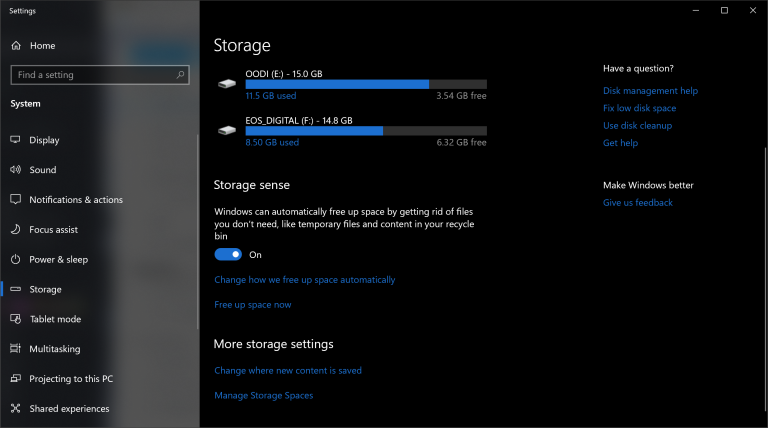 Settings
Home
Find a setting
System
Display
Sound
Notifications & actions
Focus assist
Power & sleep
Storage
Tablet mode
Multitasking
Projecting to this PC
Shared experiences
Storage
OODI (E:) - 15.0 GB
11.5 GB used 3.54 GB free
EOS_DIGITAL (F:) - 14.8 GB
8.50 GB used 6.32 GB free
Storage sense
Windows can automatically free up space by getting rid of files
you don't need, like temporary files and content in your recycle
bin
On
Change how we free up space automatically
Free up space now
More storage settings
Change where new content is saved
Manage Storage Spaces
Have a question?
Disk management help
Fix low disk space
Use disk cleanup
Get help
Make Windows better
Give us feedback